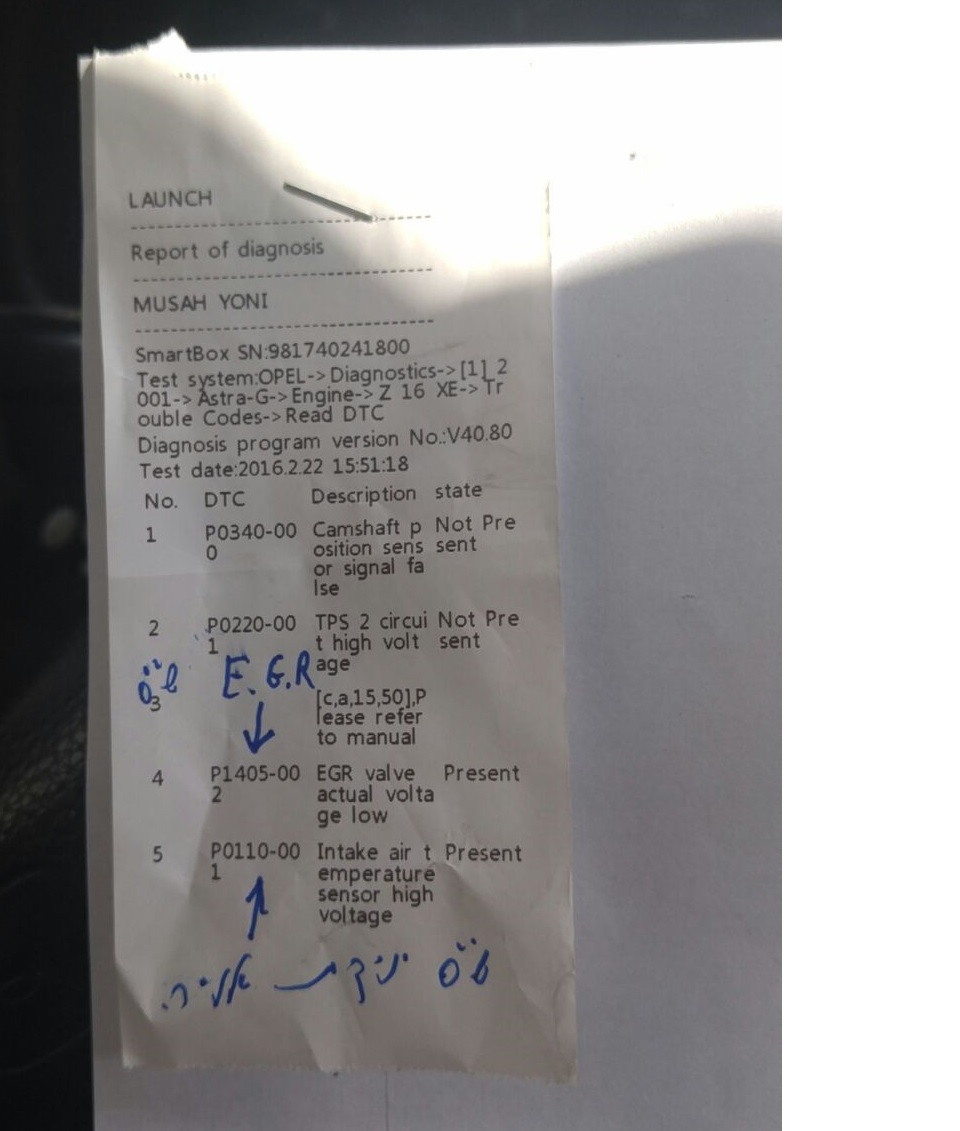 LAUNCH
Report of diagnosis
MUSAH YONI
SmartBox SN:981740241800
Test system:OPEL->Diagnostics->[1] 2
001->Astra-G->Engine->Z 16 XE->Tr
ouble Codes->Read DTC
Diagnosis program version No.:V40.80
Test date:2016.2.22 15:51:18
No. DTC Description state
1 P0340-00 Camshaft p Not Pre
0 osition sens sent
or signal fa
lse
2 P0220-00 TPS 2 circui Not Pre
1 t high volt sent
age
E.G.R
3 [c,a,15,50],P
lease refer
to manual
4 P1405-00 EGR valve Present
2 actual volta
ge low
5 P0110-00 Intake air t Present
1 emperature
sensor high
voltage